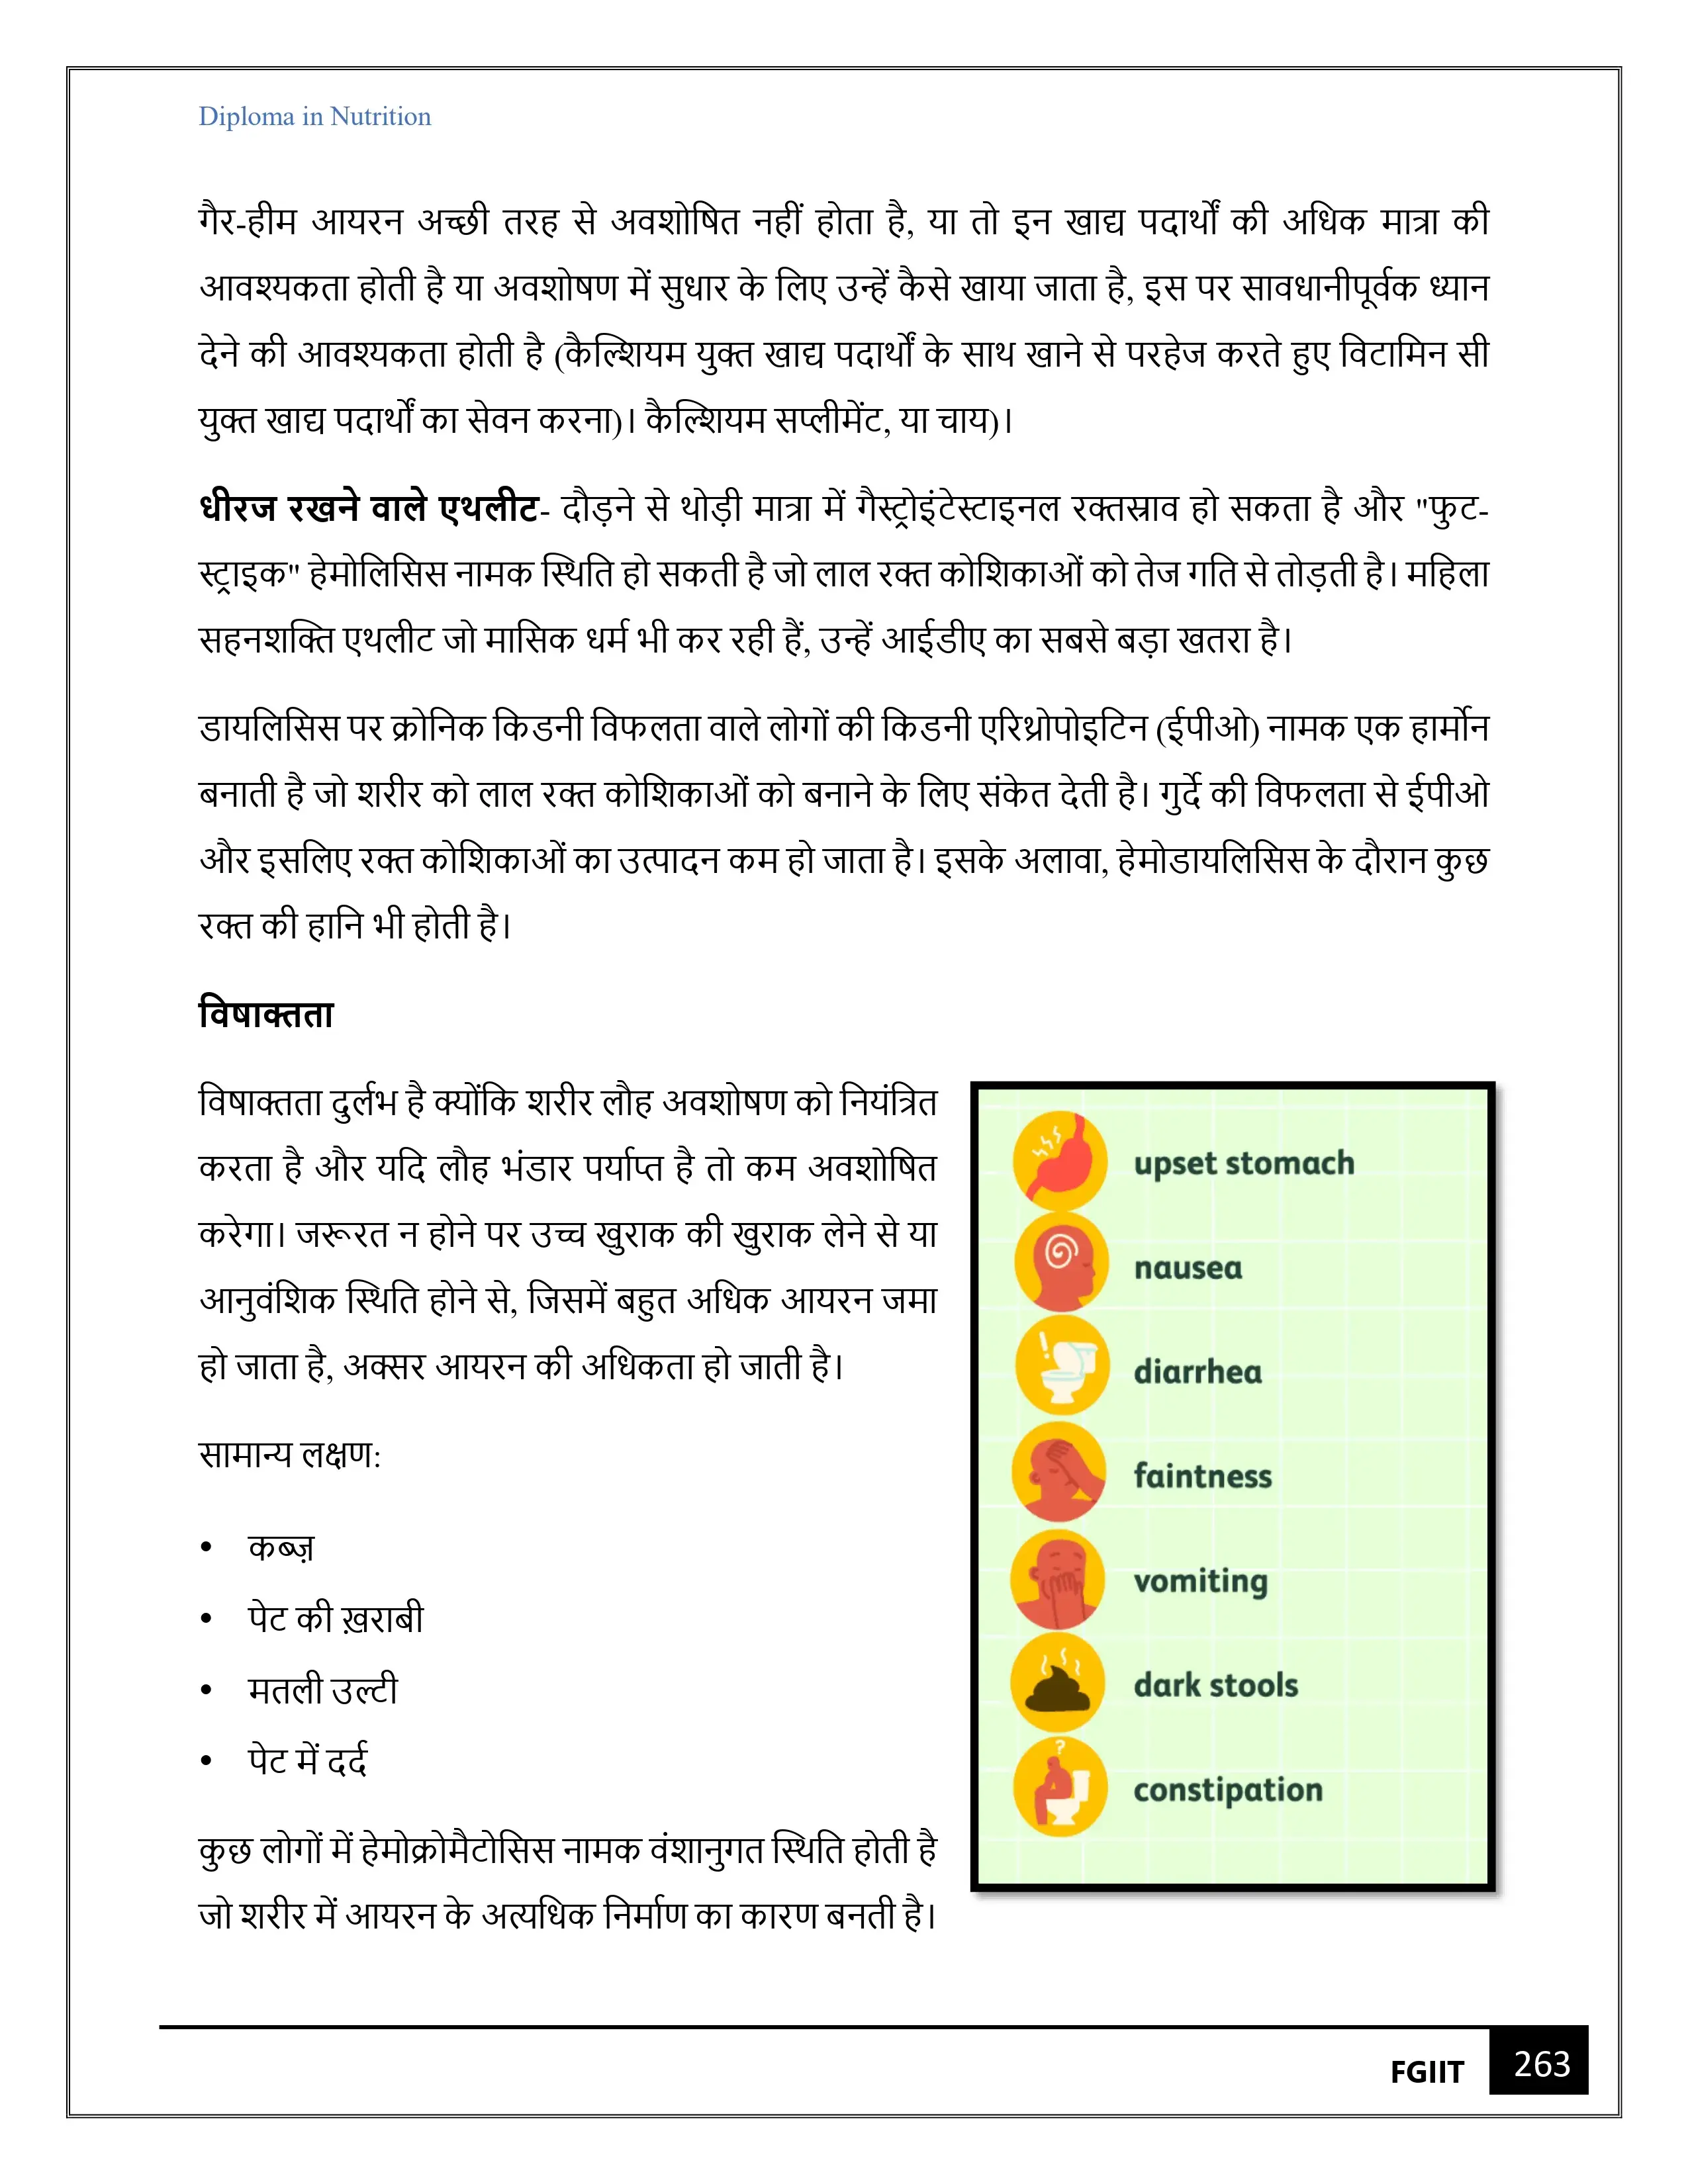 Diploma in Nutrition
गैर-हीम आयरन अच्छी तरह से अवशोषित नहीं होता है, या तो इन खाद्य पदार्थों की अधिक मात्रा की
आवश्यकता होती है या अवशोषण में सुधार के लिए उन्हें कैसे खाया जाता है, इस पर सावधानीपूर्वक ध्यान
देने की आवश्यकता होती है (कैल्शियम युक्त खाद्य पदार्थों के साथ खाने से परहेज करते हुए विटामिन सी
युक्त खाद्य पदार्थों का सेवन करना)। कैल्शियम सप्लीमेंट, या चाय)।
धीरज रखने वाले एथलीट- दौड़ने से थोड़ी मात्रा में गैस्ट्रोइंटेस्टाइनल रक्तस्राव हो सकता है और "फुट-
स्ट्राइक" हेमोलिसिस नामक स्थिति हो सकती है जो लाल रक्त कोशिकाओं को तेज गति से तोड़ती है। महिला
सहनशक्ति एथलीट जो मासिक धर्म भी कर रही हैं, उन्हें आईडीए का सबसे बड़ा खतरा है।
डायलिसिस पर क्रोनिक किडनी विफलता वाले लोगों की किडनी एरिथ्रोपोइटिन (ईपीओ) नामक एक हार्मोन
बनाती है जो शरीर को लाल रक्त कोशिकाओं को बनाने के लिए संकेत देती है। गुर्दे की विफलता से ईपीओ
और इसलिए रक्त कोशिकाओं का उत्पादन कम हो जाता है। इसके अलावा, हेमोडायलिसिस के दौरान कुछ
रक्त की हानि भी होती है।
विषाक्तता
विषाक्तता दुर्लभ है क्योंकि शरीर लौह अवशोषण को नियंत्रित
करता है और यदि लौह भंडार पर्याप्त है तो कम अवशोषित
करेगा। जरूरत न होने पर उच्च खुराक की खुराक लेने से या
आनुवंशिक स्थिति होने से, जिसमें बहुत अधिक आयरन जमा
हो जाता है, अक्सर आयरन की अधिकता हो जाती है।
सामान्य लक्षण:
• कब्ज़
• पेट की ख़राबी
• मतली उल्टी
• पेट में दर्द
कुछ लोगों में हेमोक्रोमैटोसिस नामक वंशानुगत स्थिति होती है
जो शरीर में आयरन के अत्यधिक निर्माण का कारण बनती है।
upset stomach
nausea
diarrhea
faintness
vomiting
dark stools
constipation
FGIIT 263